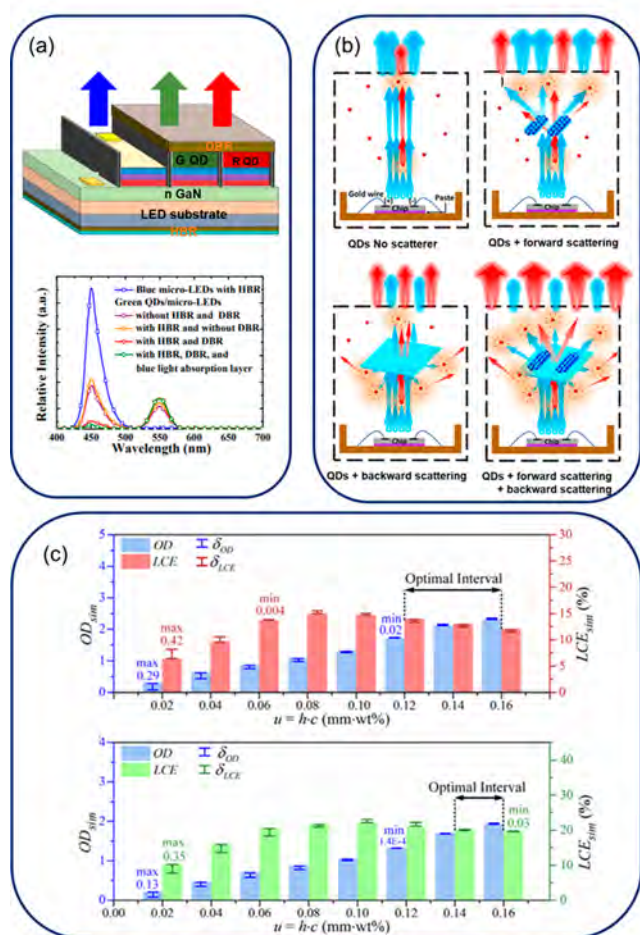 (a)
DBR
G QD
R QD
n GaN
LED substrate
HBR
Relative Intensity (a.u.)
Blue micro-LEDs with HBR
Green QDs/micro-LEDs
without HBR and DBR
with HBR and without DBR
with HBR and DBR
with HBR, DBR, and
blue light absorption layer
400 450 500 550 600 650 700
Wavelength (nm)
(b)
Gold wire
(+) (-)
Paste
Chip
QDs No scatterer
Chip
QDs + forward scattering
Chip
QDs + backward scattering
Chip
QDs + forward scattering
+ backward scattering
(c)
OD δOD
LCE δLCE
Optimal Interval
max
0.29
max
0.42
min
0.004
min
0.02
ODsim
5
4
3
2
1
0
LCEsim (%)
30
25
20
15
10
5
0
0.02 0.04 0.06 0.08 0.10 0.12 0.14 0.16
u = h·c (mm·wt%)
OD δOD
LCE δLCE
Optimal Interval
max
0.13
max
0.35
min
1.4E-4
min
0.03
ODsim
4
3
2
1
0
LCEsim (%)
40
30
20
10
0
0.00 0.02 0.04 0.06 0.08 0.10 0.12 0.14 0.16
u = h·c (mm·wt%)